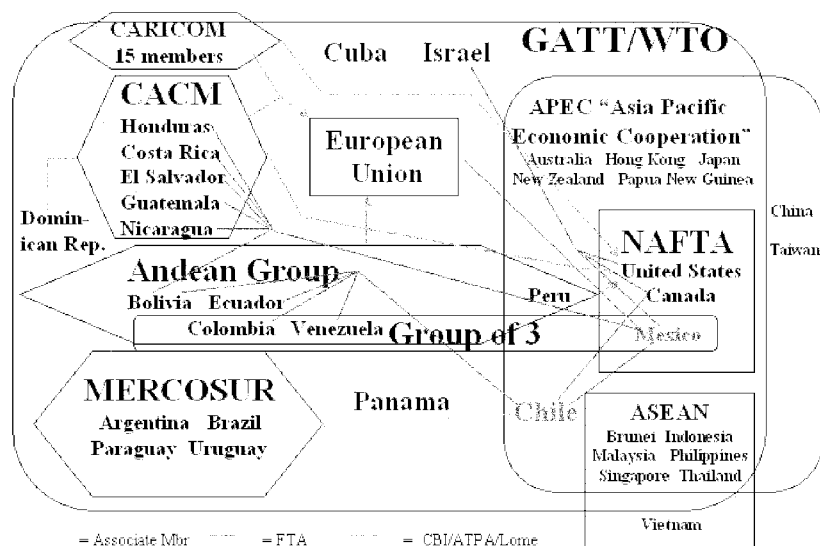 CARICOM
15 members
Cuba Israel
GATT/WTO
CACM
Honduras
Costa Rica
El Salvador
Guatemala
Nicaragua
European
Union
APEC “Asia Pacific
Economic Cooperation”
Australia Hong Kong Japan
New Zealand Papua New Guinea
Domin-
ican Rep.
China
Taiwan
NAFTA
United States
Canada
Mexico
Andean Group
Bolivia Ecuador
Peru
Colombia Venezuela
Group of 3
MERCOSUR
Argentina Brazil
Paraguay Uruguay
Panama
Chile
ASEAN
Brunei Indonesia
Malaysia Philippines
Singapore Thailand
Vietnam
= Associate Mbr = FTA = CBI/ATPA/Lome